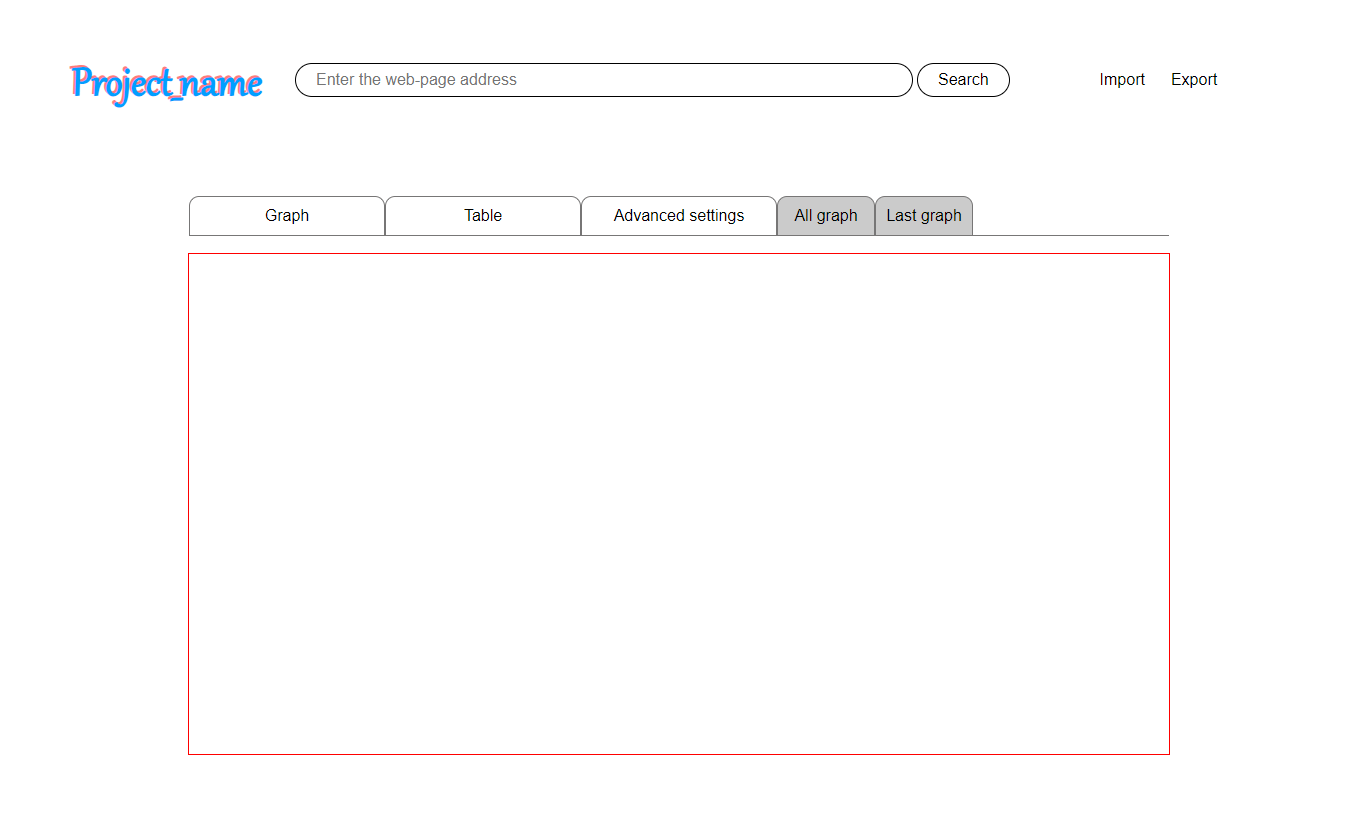 Project_name Enter the web-page address Search Import Export
Graph Table Advanced settings All graph Last graph